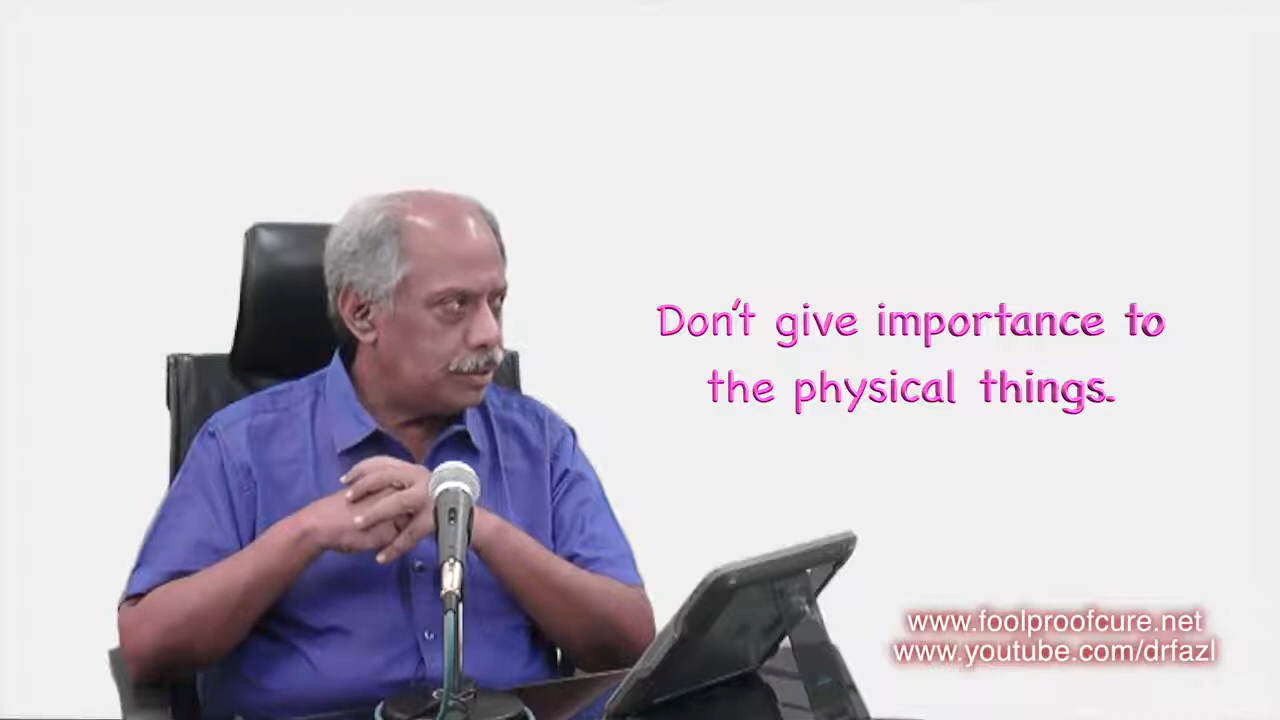 Don't give importance to
the physical things.
www.foolproofcure.net
www.youtube.com/drfazl